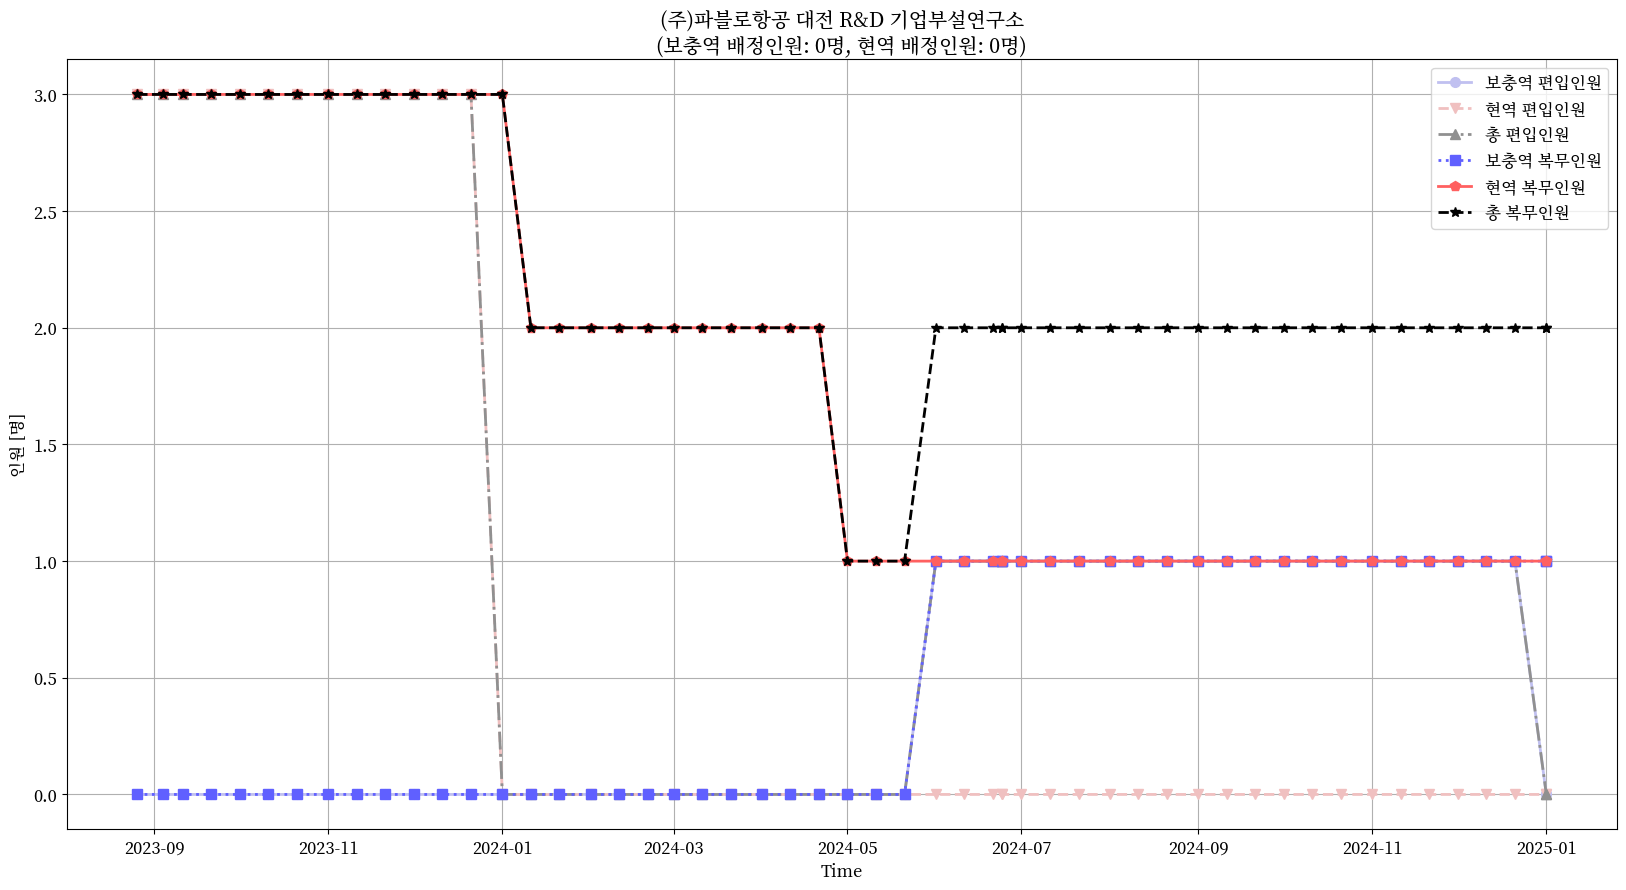 (주)파블로항공 대전 R&D 기업부설연구소
(보충역 배정인원: 0명, 현역 배정인원: 0명)
보충역 편입인원
현역 편입인원
총 편입인원
보충역 복무인원
현역 복무인원
총 복무인원
인원 [명]
3.0
2.5
2.0
1.5
1.0
0.5
0.0
2023-09 2023-11 2024-01 2024-03 2024-05 2024-07 2024-09 2024-11 2025-01
Time